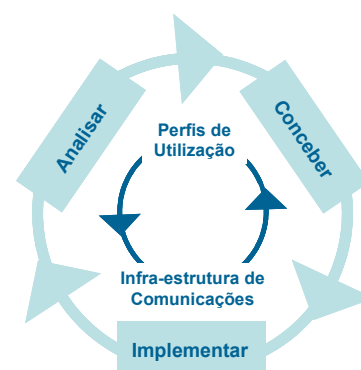 Analisar
Conceber
Perfis de
Utilização
Infra-estrutura de
Comunicações
Implementar